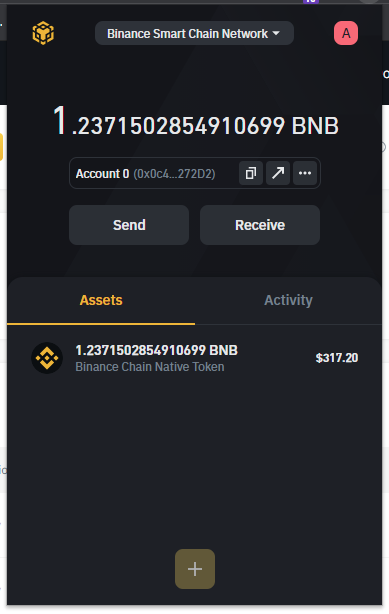 Binance Smart Chain Network
A
1.2371502854910699 BNB
Account 0 (0x0c4...272D2)
Send Receive
Assets Activity
1.2371502854910699 BNB
Binance Chain Native Token
$317.20